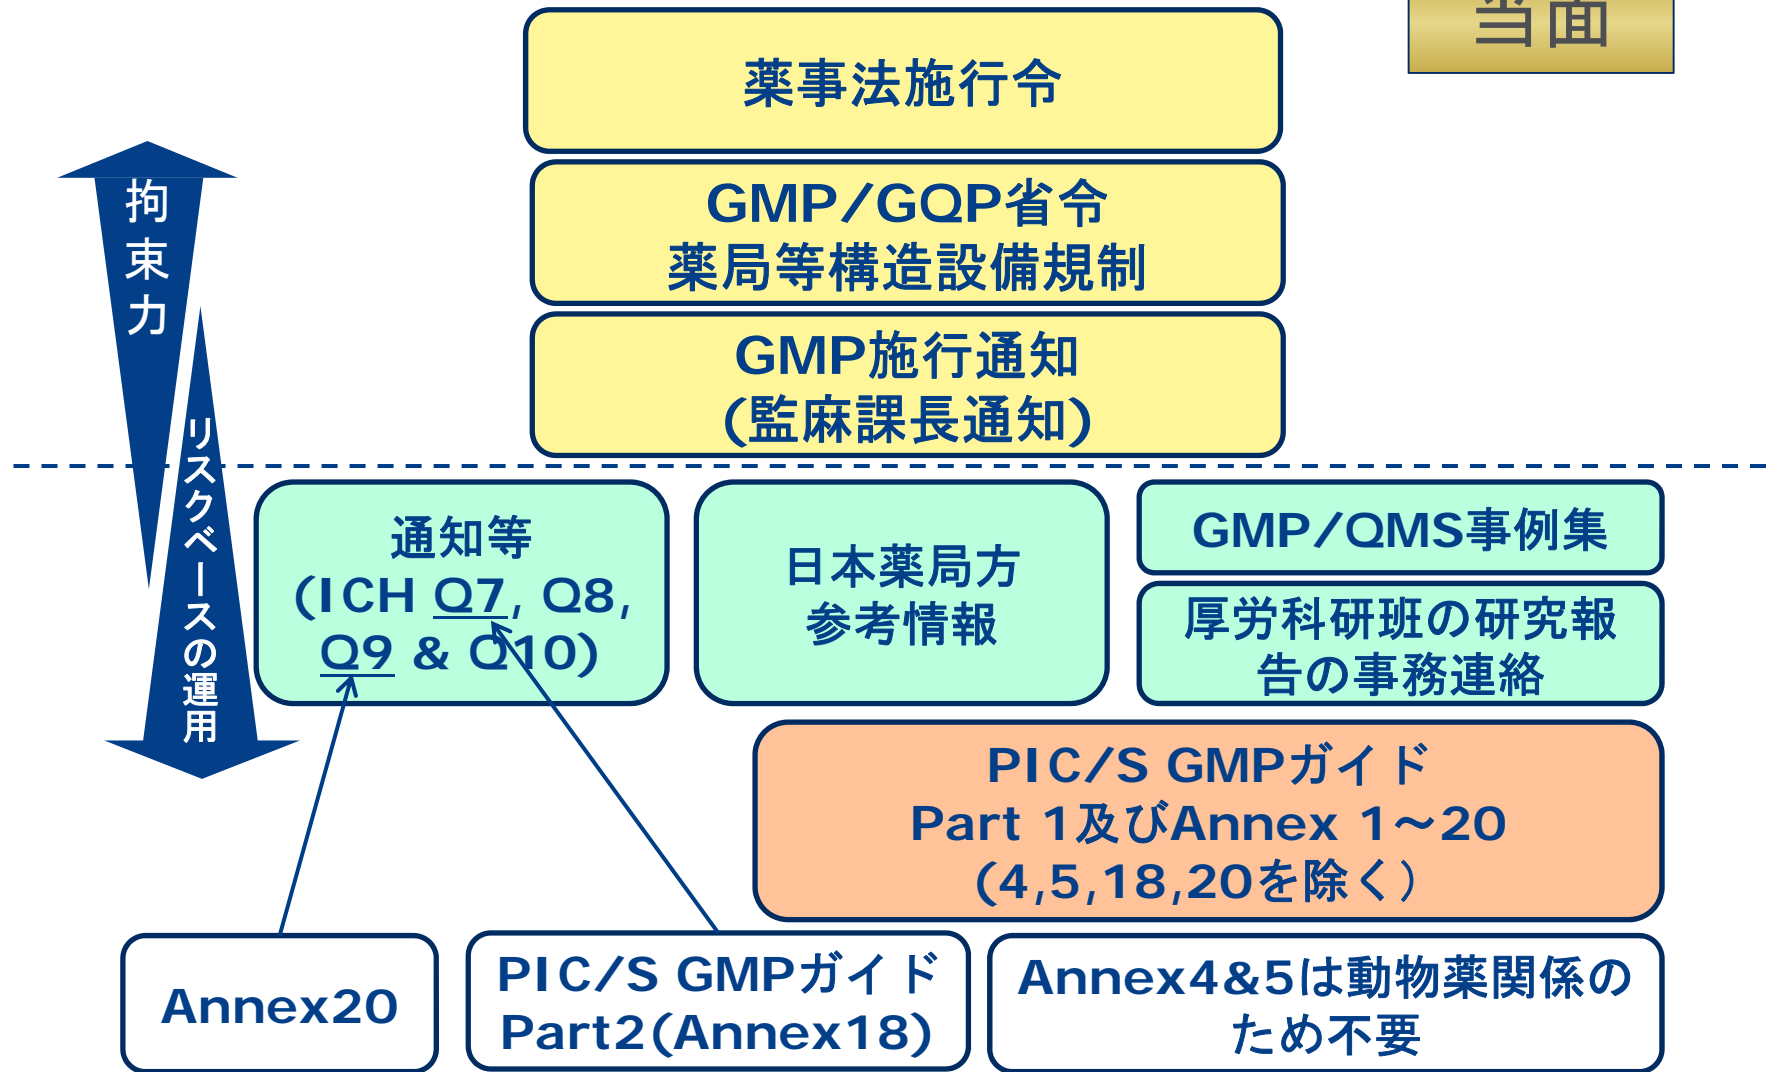 当面
薬事法施行令
GMP/GQP省令
薬局等構造設備規制
GMP施行通知
(監麻課長通知)
拘束力
リスクベースの運用
通知等
(ICH Q7, Q8,
Q9 & Q10)
日本薬局方
参考情報
GMP/QMS事例集
厚労科研班の研究報
告の事務連絡
PIC/S GMPガイド
Part 1及びAnnex 1～20
(4,5,18,20を除く）
Annex20
PIC/S GMPガイド
Part2(Annex18)
Annex4&5は動物薬関係の
ため不要